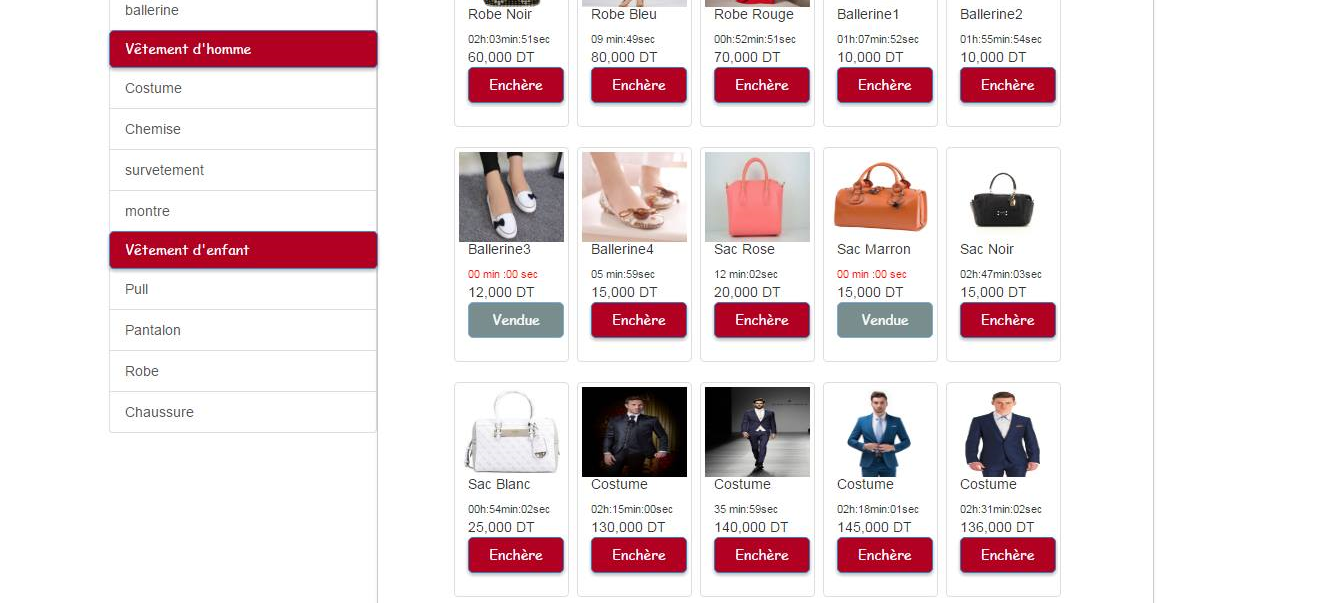 ballerine
Vêtement d'homme
Costume
Chemise
survetement
montre
Vêtement d'enfant
Pull
Pantalon
Robe
Chaussure
Robe Noir
02h:03min:51sec
60,000 DT
Enchère
Robe Bleu
09 min:49sec
80,000 DT
Enchère
Robe Rouge
00h:52min:51sec
70,000 DT
Enchère
Ballerine1
01h:07min:52sec
10,000 DT
Enchère
Ballerine2
01h:55min:54sec
10,000 DT
Enchère
Ballerine3
00 min :00 sec
12,000 DT
Vendue
Ballerine4
05 min:59sec
15,000 DT
Enchère
Sac Rose
12 min:02sec
20,000 DT
Enchère
Sac Marron
00 min :00 sec
15,000 DT
Vendue
Sac Noir
02h:47min:03sec
15,000 DT
Enchère
Sac Blanc
00h:54min:02sec
25,000 DT
Enchère
Costume
02h:15min:00sec
130,000 DT
Enchère
Costume
35 min:59sec
140,000 DT
Enchère
Costume
02h:18min:01sec
145,000 DT
Enchère
Costume
02h:31min:02sec
136,000 DT
Enchère